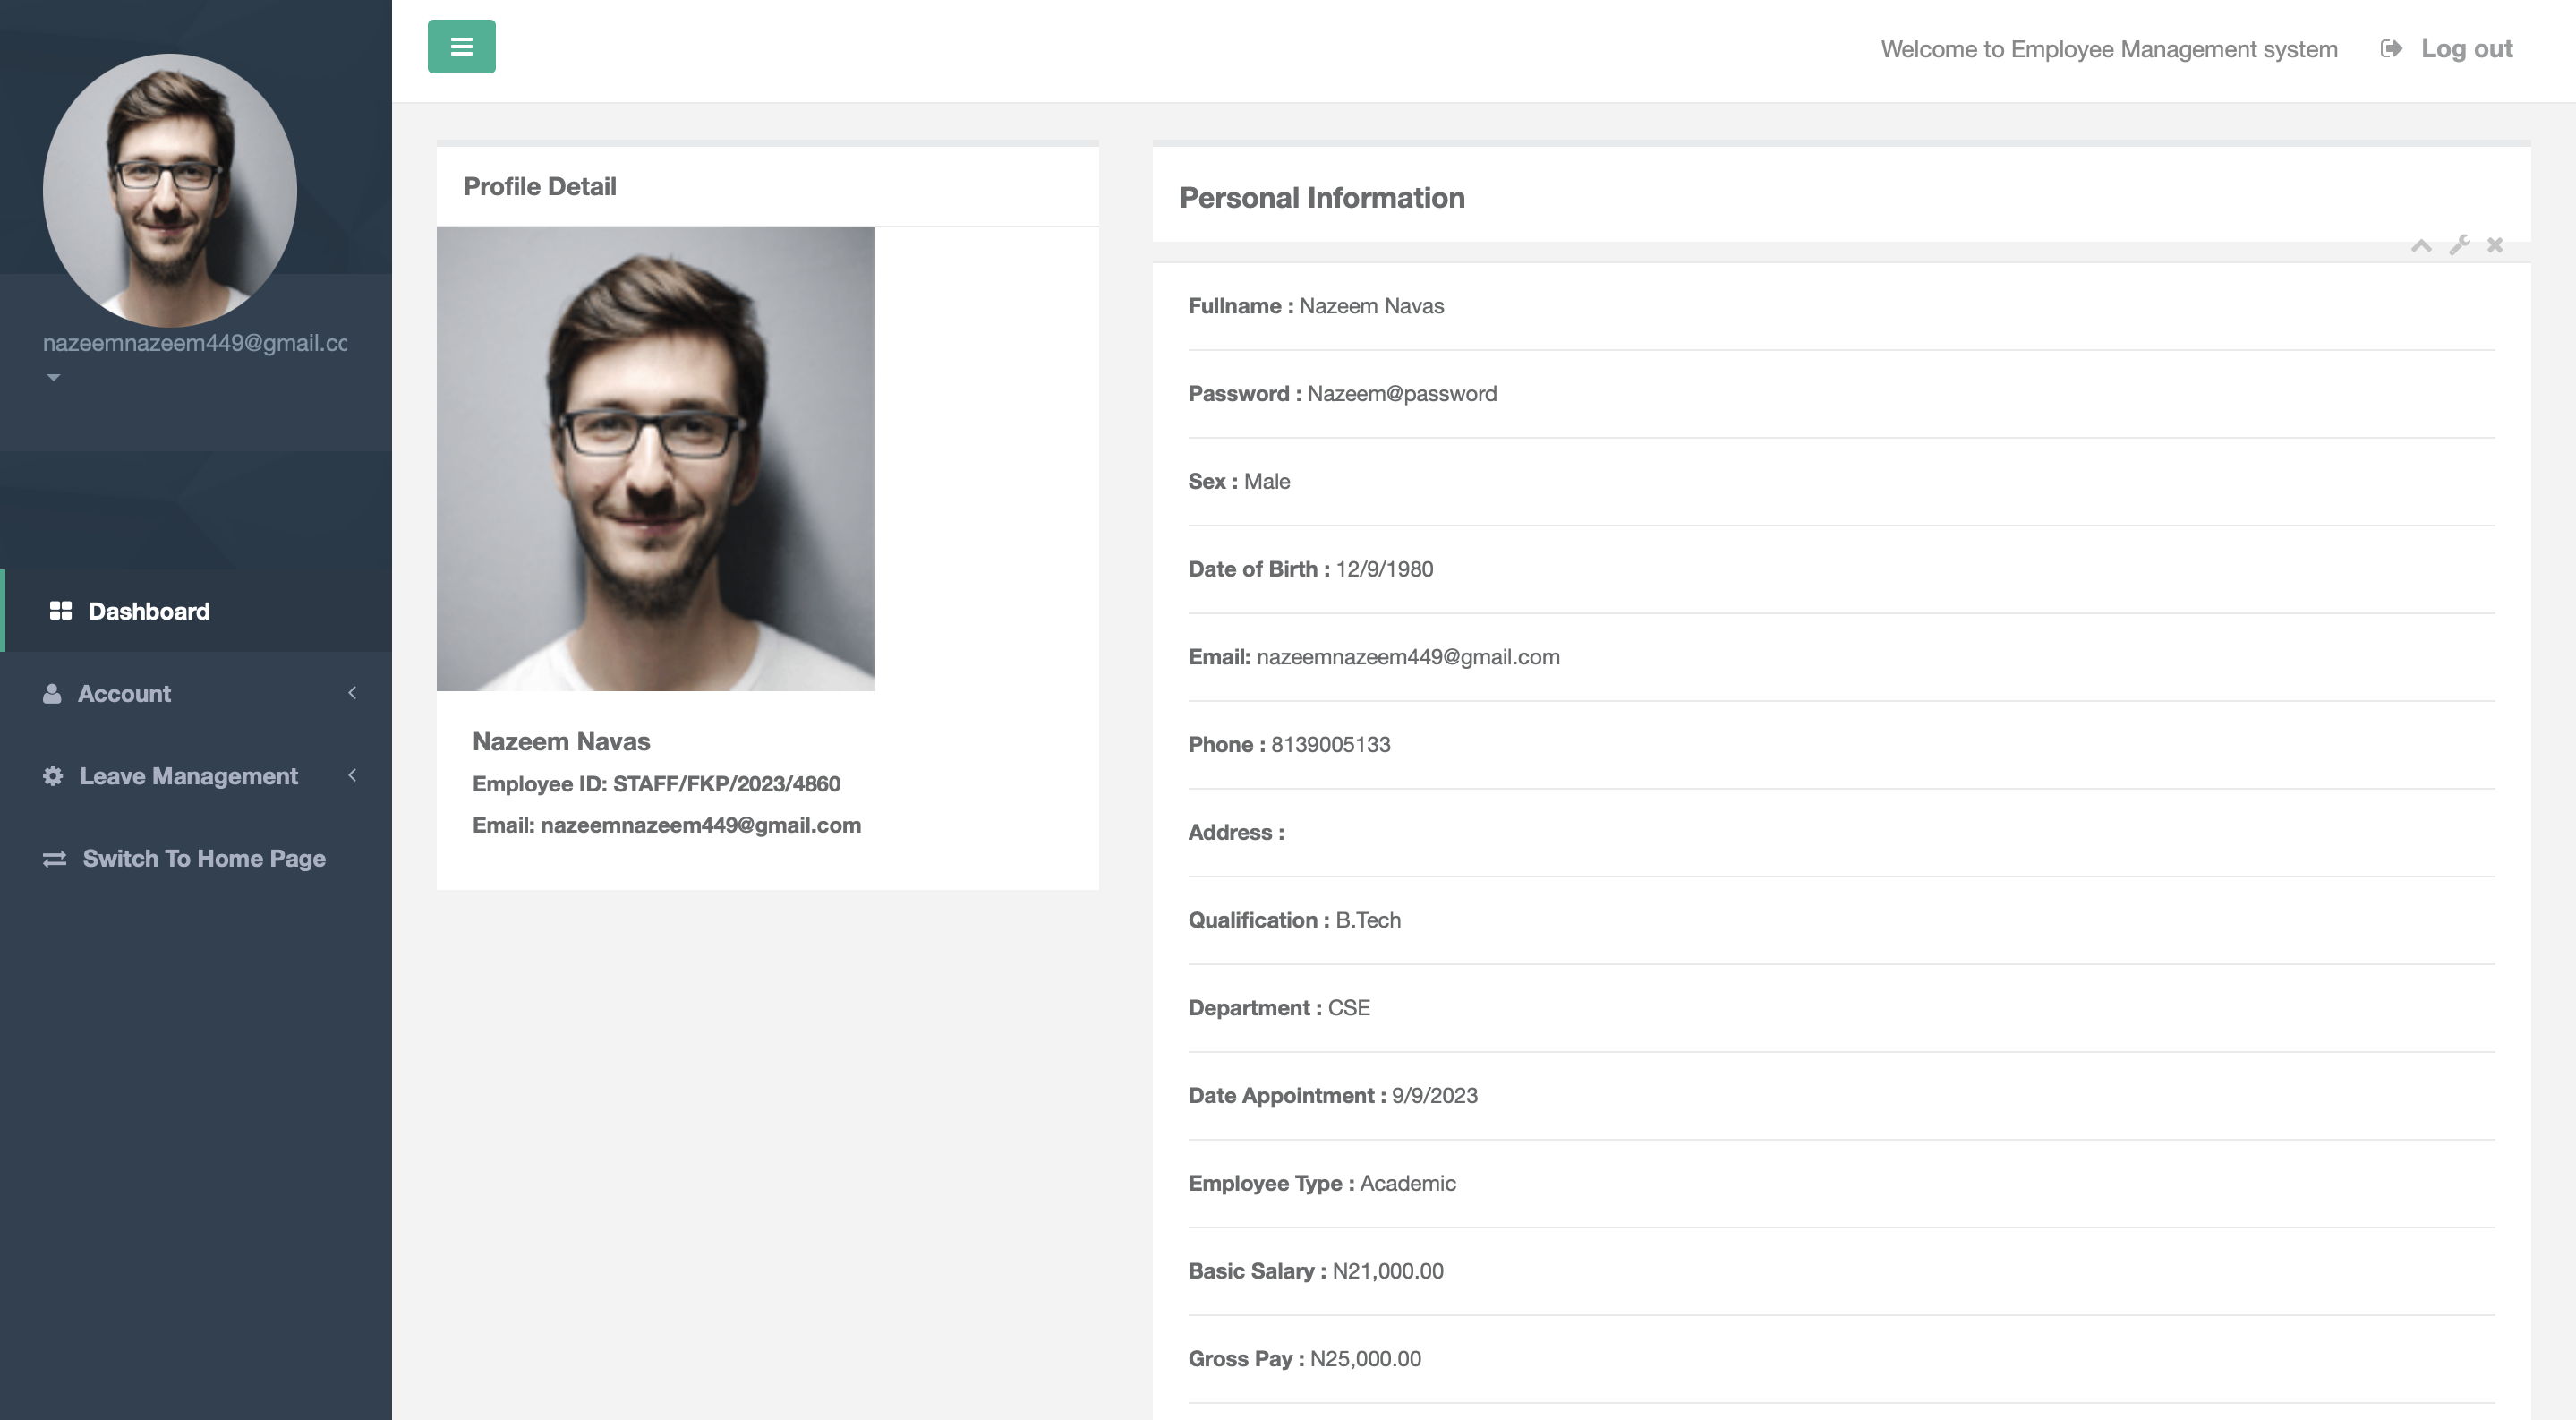 Welcome to Employee Management system
Log out
nazeemnazeem449@gmail.cc
Dashboard
Account
Leave Management
Switch To Home Page
Profile Detail
Nazeem Navas
Employee ID: STAFF/FKP/2023/4860
Email: nazeemnazeem449@gmail.com
Personal Information
Fullname : Nazeem Navas
Password : Nazeem@password
Sex : Male
Date of Birth : 12/9/1980
Email: nazeemnazeem449@gmail.com
Phone : 8139005133
Address :
Qualification : B.Tech
Department : CSE
Date Appointment : 9/9/2023
Employee Type : Academic
Basic Salary : N21,000.00
Gross Pay : N25,000.00